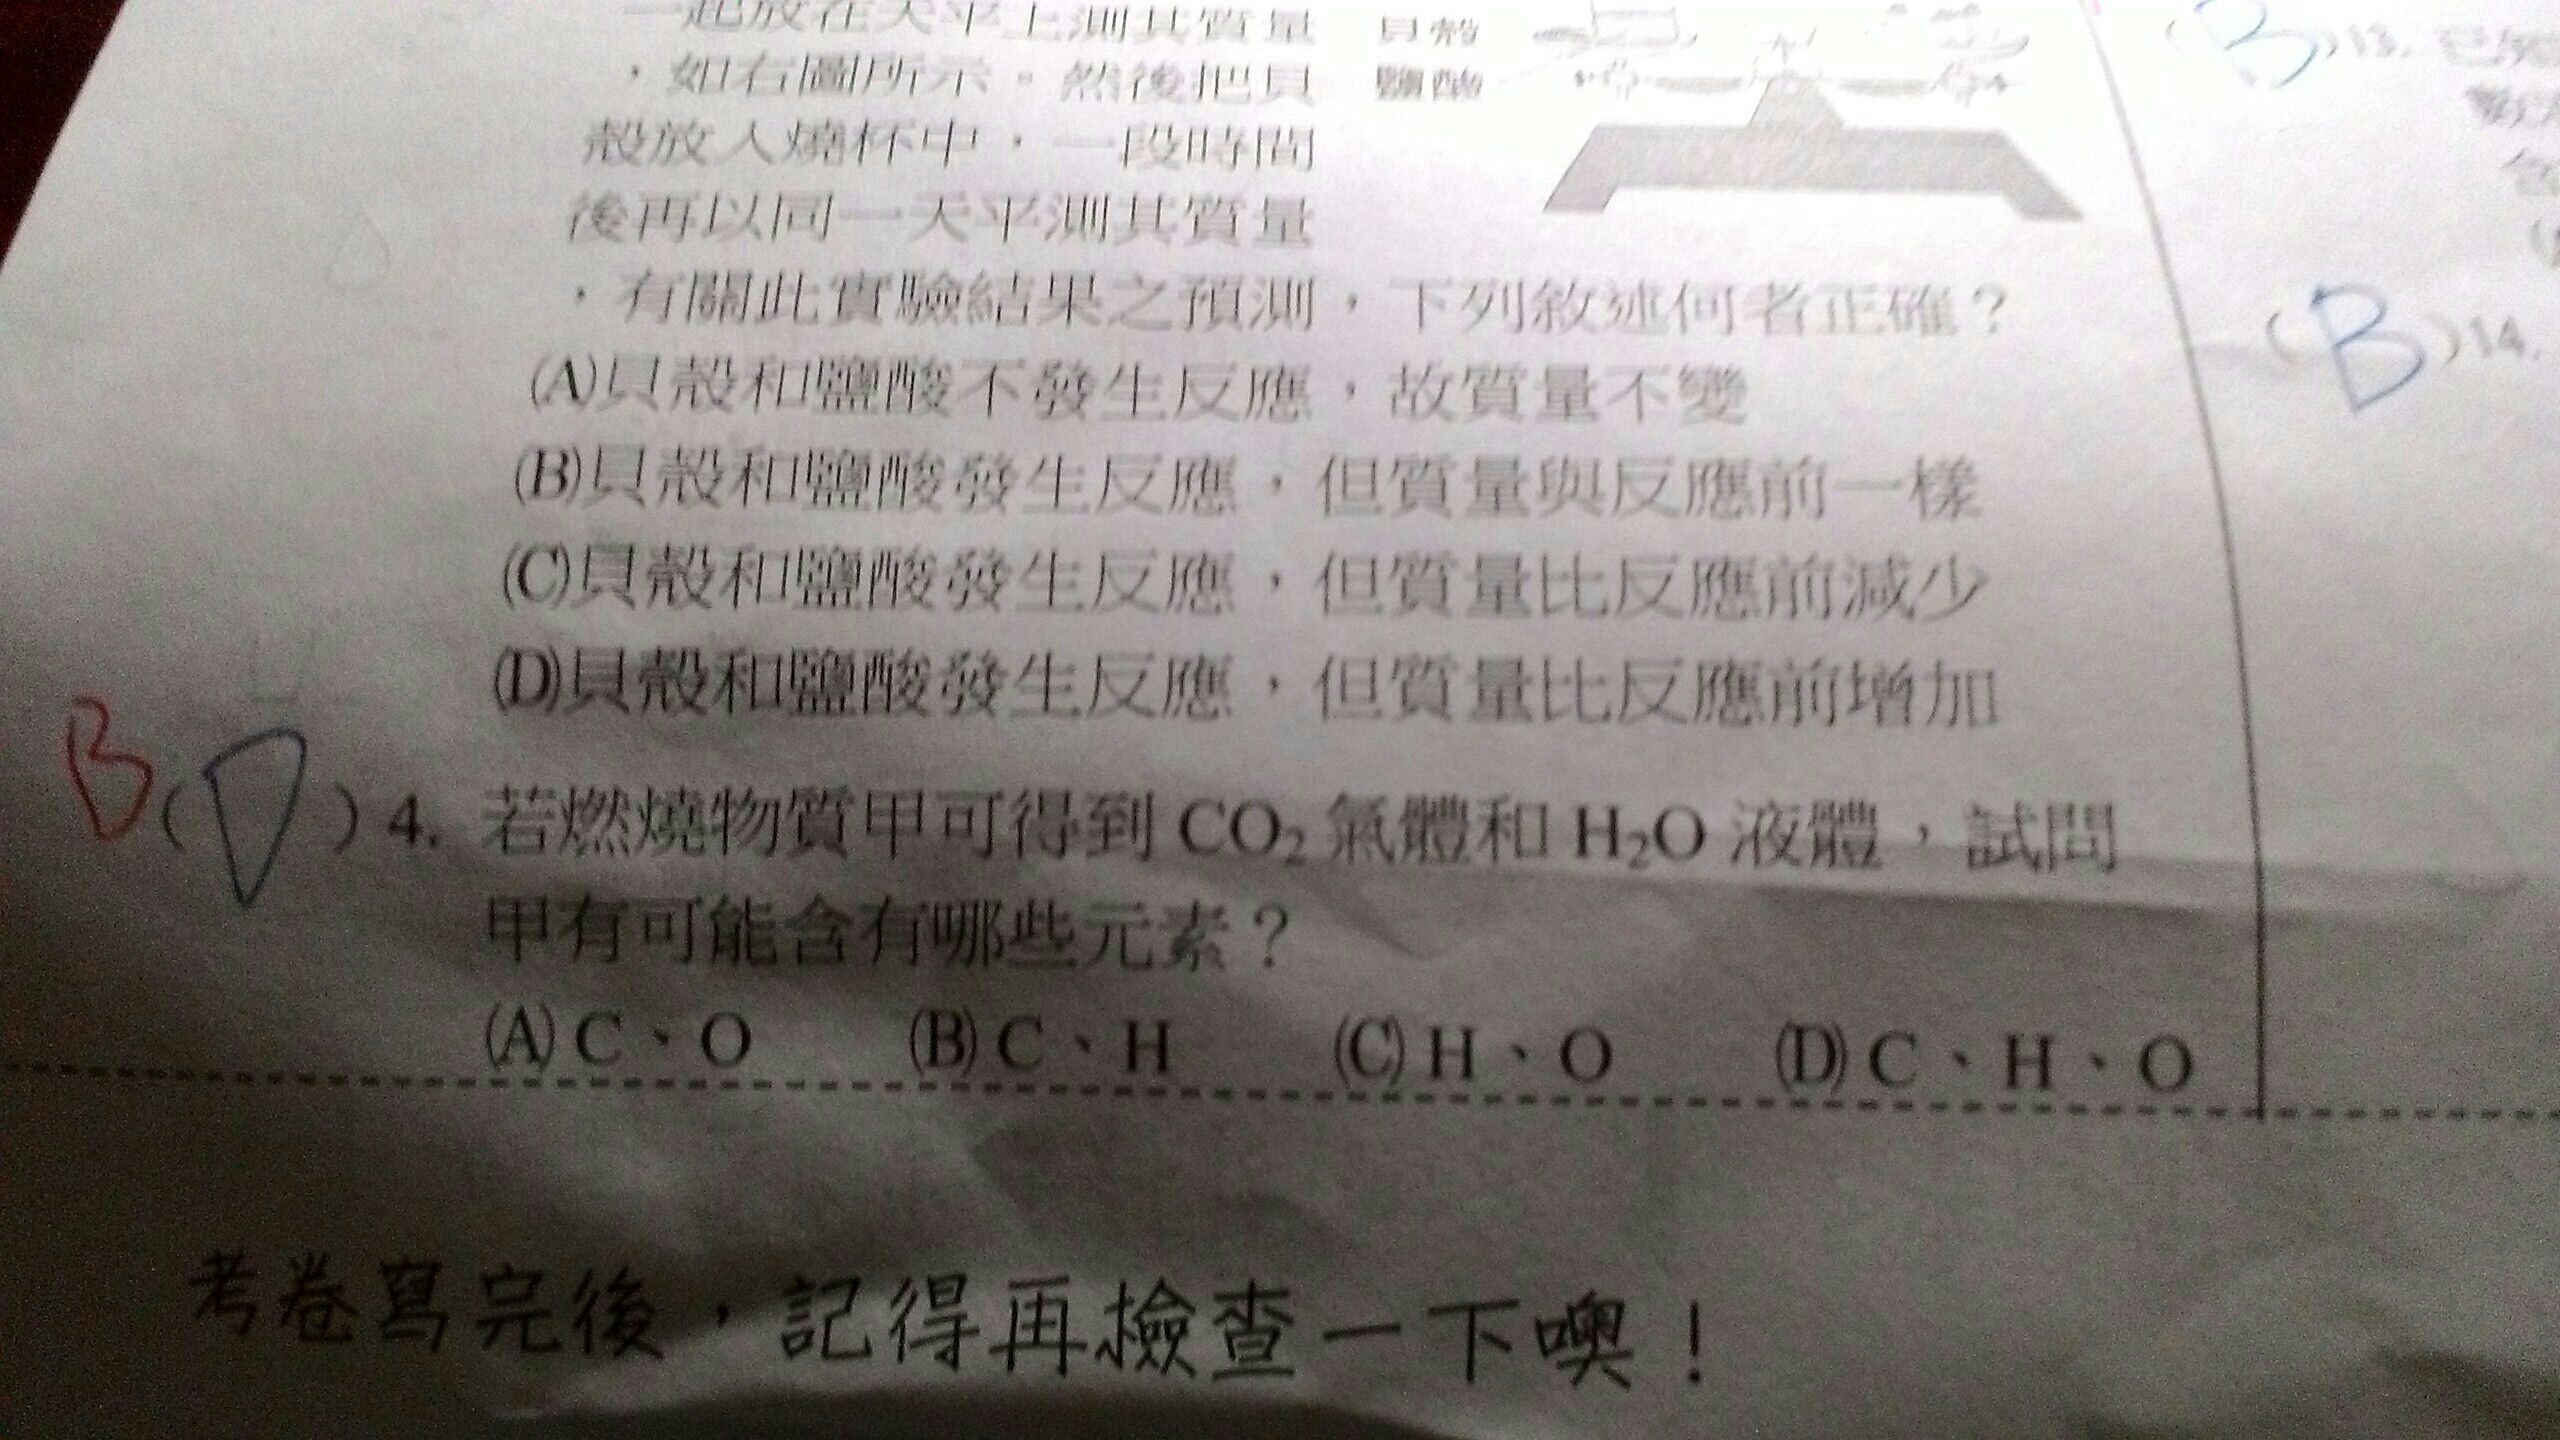 一起放在天平上測其質量
貝殼
,如右圖所示。然後把貝
鹽酸
殼放入燒杯中,一段時間
後再以同一天平測其質量
,有關此實驗結果之預測,下列敘述何者正確?
(A)貝殼和鹽酸不發生反應,故質量不變
(B)貝殼和鹽酸發生反應,但質量與反應前一樣
(C)貝殼和鹽酸發生反應,但質量比反應前減少
(D)貝殼和鹽酸發生反應,但質量比反應前增加
B(D)4. 若燃燒物質甲可得到 CO₂ 氣體和 H₂O 液體,試問
甲有可能含有哪些元素?
(A) C、O (B) C、H (C) H、O (D) C、H、O
考卷寫完後,記得再檢查一下噢!
(B)13. 已知
(B)14.